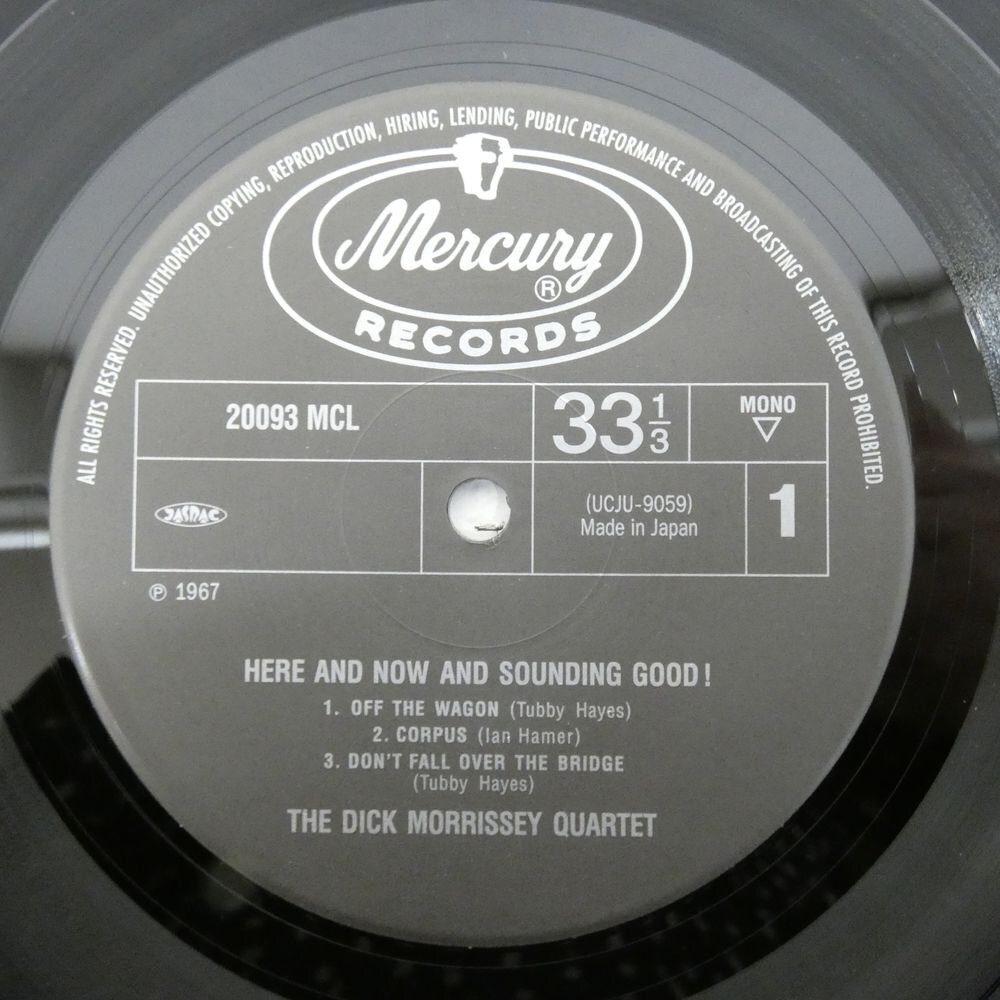 ALL RIGHTS RESERVED. UNAUTHORIZED COPYING, REPRODUCTION, HIRING, LENDING, PUBLIC PERFORMANCE AND BROADCASTING OF THIS RECORD PROHIBITED.
Mercury
®
RECORDS
20093 MCL
33 1/3
MONO
JASRAC
(UCJU-9059)
Made in Japan
1
℗ 1967
HERE AND NOW AND SOUNDING GOOD!
1. OFF THE WAGON (Tubby Hayes)
2. CORPUS (Ian Hamer)
3. DON'T FALL OVER THE BRIDGE
(Tubby Hayes)
THE DICK MORRISSEY QUARTET